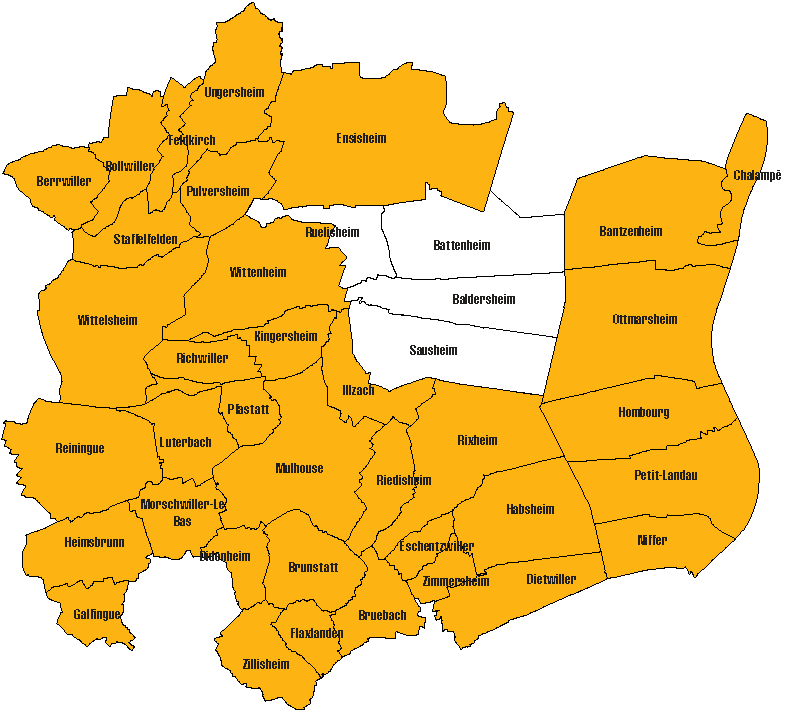 Ungersheim
Feldkirch
Ensisheim
Bollwiller
Berrwiller
Pulversheim
Chalampé
Staffelfelden
Ruelisheim
Bantzenheim
Battenheim
Wittenheim
Baldersheim
Wittelsheim
Ottmarsheim
Kingersheim
Sausheim
Richwiller
Illzach
Pfastatt
Hombourg
Reiningue
Luterbach
Rixheim
Mulhouse
Riedisheim
Petit-Landau
Morschwiller-Le
Bas
Habsheim
Heimsbrunn
Eschentzwiller
Niffer
Didenheim
Brunstatt
Zimmersheim
Dietwiller
Galfingue
Bruebach
Flaxlanden
Zillisheim